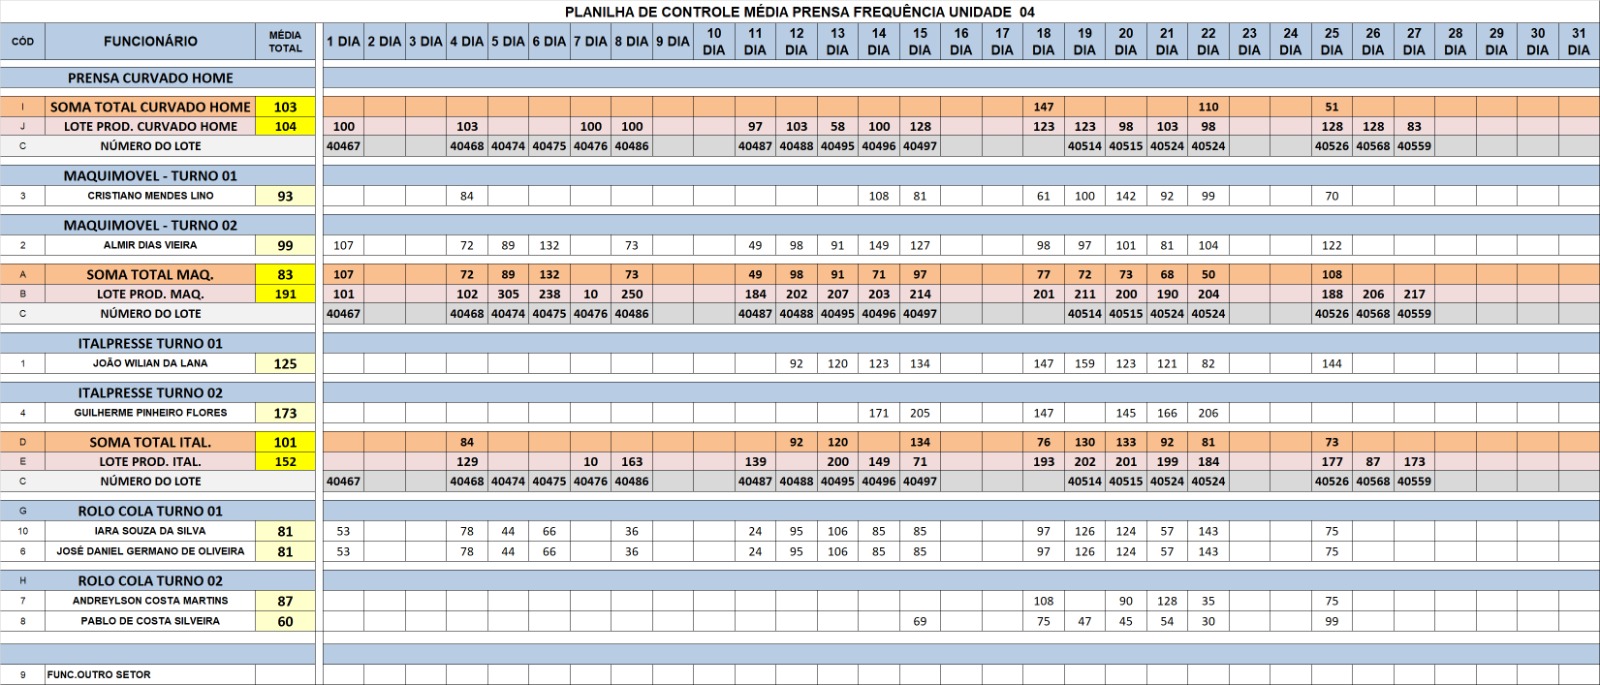 PLANILHA DE CONTROLE MÉDIA PRENSA FREQUÊNCIA UNIDADE 04
CÓD FUNCIONÁRIO MÉDIA TOTAL 1 DIA 2 DIA 3 DIA 4 DIA 5 DIA 6 DIA 7 DIA 8 DIA 9 DIA 10 DIA 11 DIA 12 DIA 13 DIA 14 DIA 15 DIA 16 DIA 17 DIA 18 DIA 19 DIA 20 DIA 21 DIA 22 DIA 23 DIA 24 DIA 25 DIA 26 DIA 27 DIA 28 DIA 29 DIA 30 DIA 31 DIA
PRENSA CURVADO HOME
I SOMA TOTAL CURVADO HOME 103 147 110 51
J LOTE PROD. CURVADO HOME 104 100 103 100 100 97 103 58 100 128 123 123 98 103 98 128 128 83
C NÚMERO DO LOTE 40467 40468 40474 40475 40476 40486 40487 40488 40495 40496 40497 40514 40515 40524 40524 40526 40568 40559
MAQUIMOVEL - TURNO 01
3 CRISTIANO MENDES LINO 93 84 108 81 61 100 142 92 99 70
MAQUIMOVEL - TURNO 02
2 ALMIR DIAS VIEIRA 99 107 72 89 132 73 49 98 91 149 127 98 97 101 81 104 122
A SOMA TOTAL MAQ. 83 107 72 89 132 73 49 98 91 71 97 77 72 73 68 50 108
B LOTE PROD. MAQ. 191 101 102 305 238 10 250 184 202 207 203 214 201 211 200 190 204 188 206 217
C NÚMERO DO LOTE 40467 40468 40474 40475 40476 40486 40487 40488 40495 40496 40497 40514 40515 40524 40524 40526 40568 40559
ITALPRESSE TURNO 01
1 JOÃO WILIAN DA LANA 125 92 120 123 134 147 159 123 121 82 144
ITALPRESSE TURNO 02
4 GUILHERME PINHEIRO FLORES 173 171 205 147 145 166 206
D SOMA TOTAL ITAL. 101 84 92 120 134 76 130 133 92 81 73
E LOTE PROD. ITAL. 152 129 10 163 139 200 149 71 193 202 201 199 184 177 87 173
C NÚMERO DO LOTE 40467 40468 40474 40475 40476 40486 40487 40488 40495 40496 40497 40514 40515 40524 40524 40526 40568 40559
G ROLO COLA TURNO 01
10 IARA SOUZA DA SILVA 81 53 78 44 66 36 24 95 106 85 85 97 126 124 57 143 75
6 JOSÉ DANIEL GERMANO DE OLIVEIRA 81 53 78 44 66 36 24 95 106 85 85 97 126 124 57 143 75
H ROLO COLA TURNO 02
7 ANDREYLSON COSTA MARTINS 87 108 90 128 35 75
8 PABLO DE COSTA SILVEIRA 60 69 75 47 45 54 30 99
9 FUNC.OUTRO SETOR